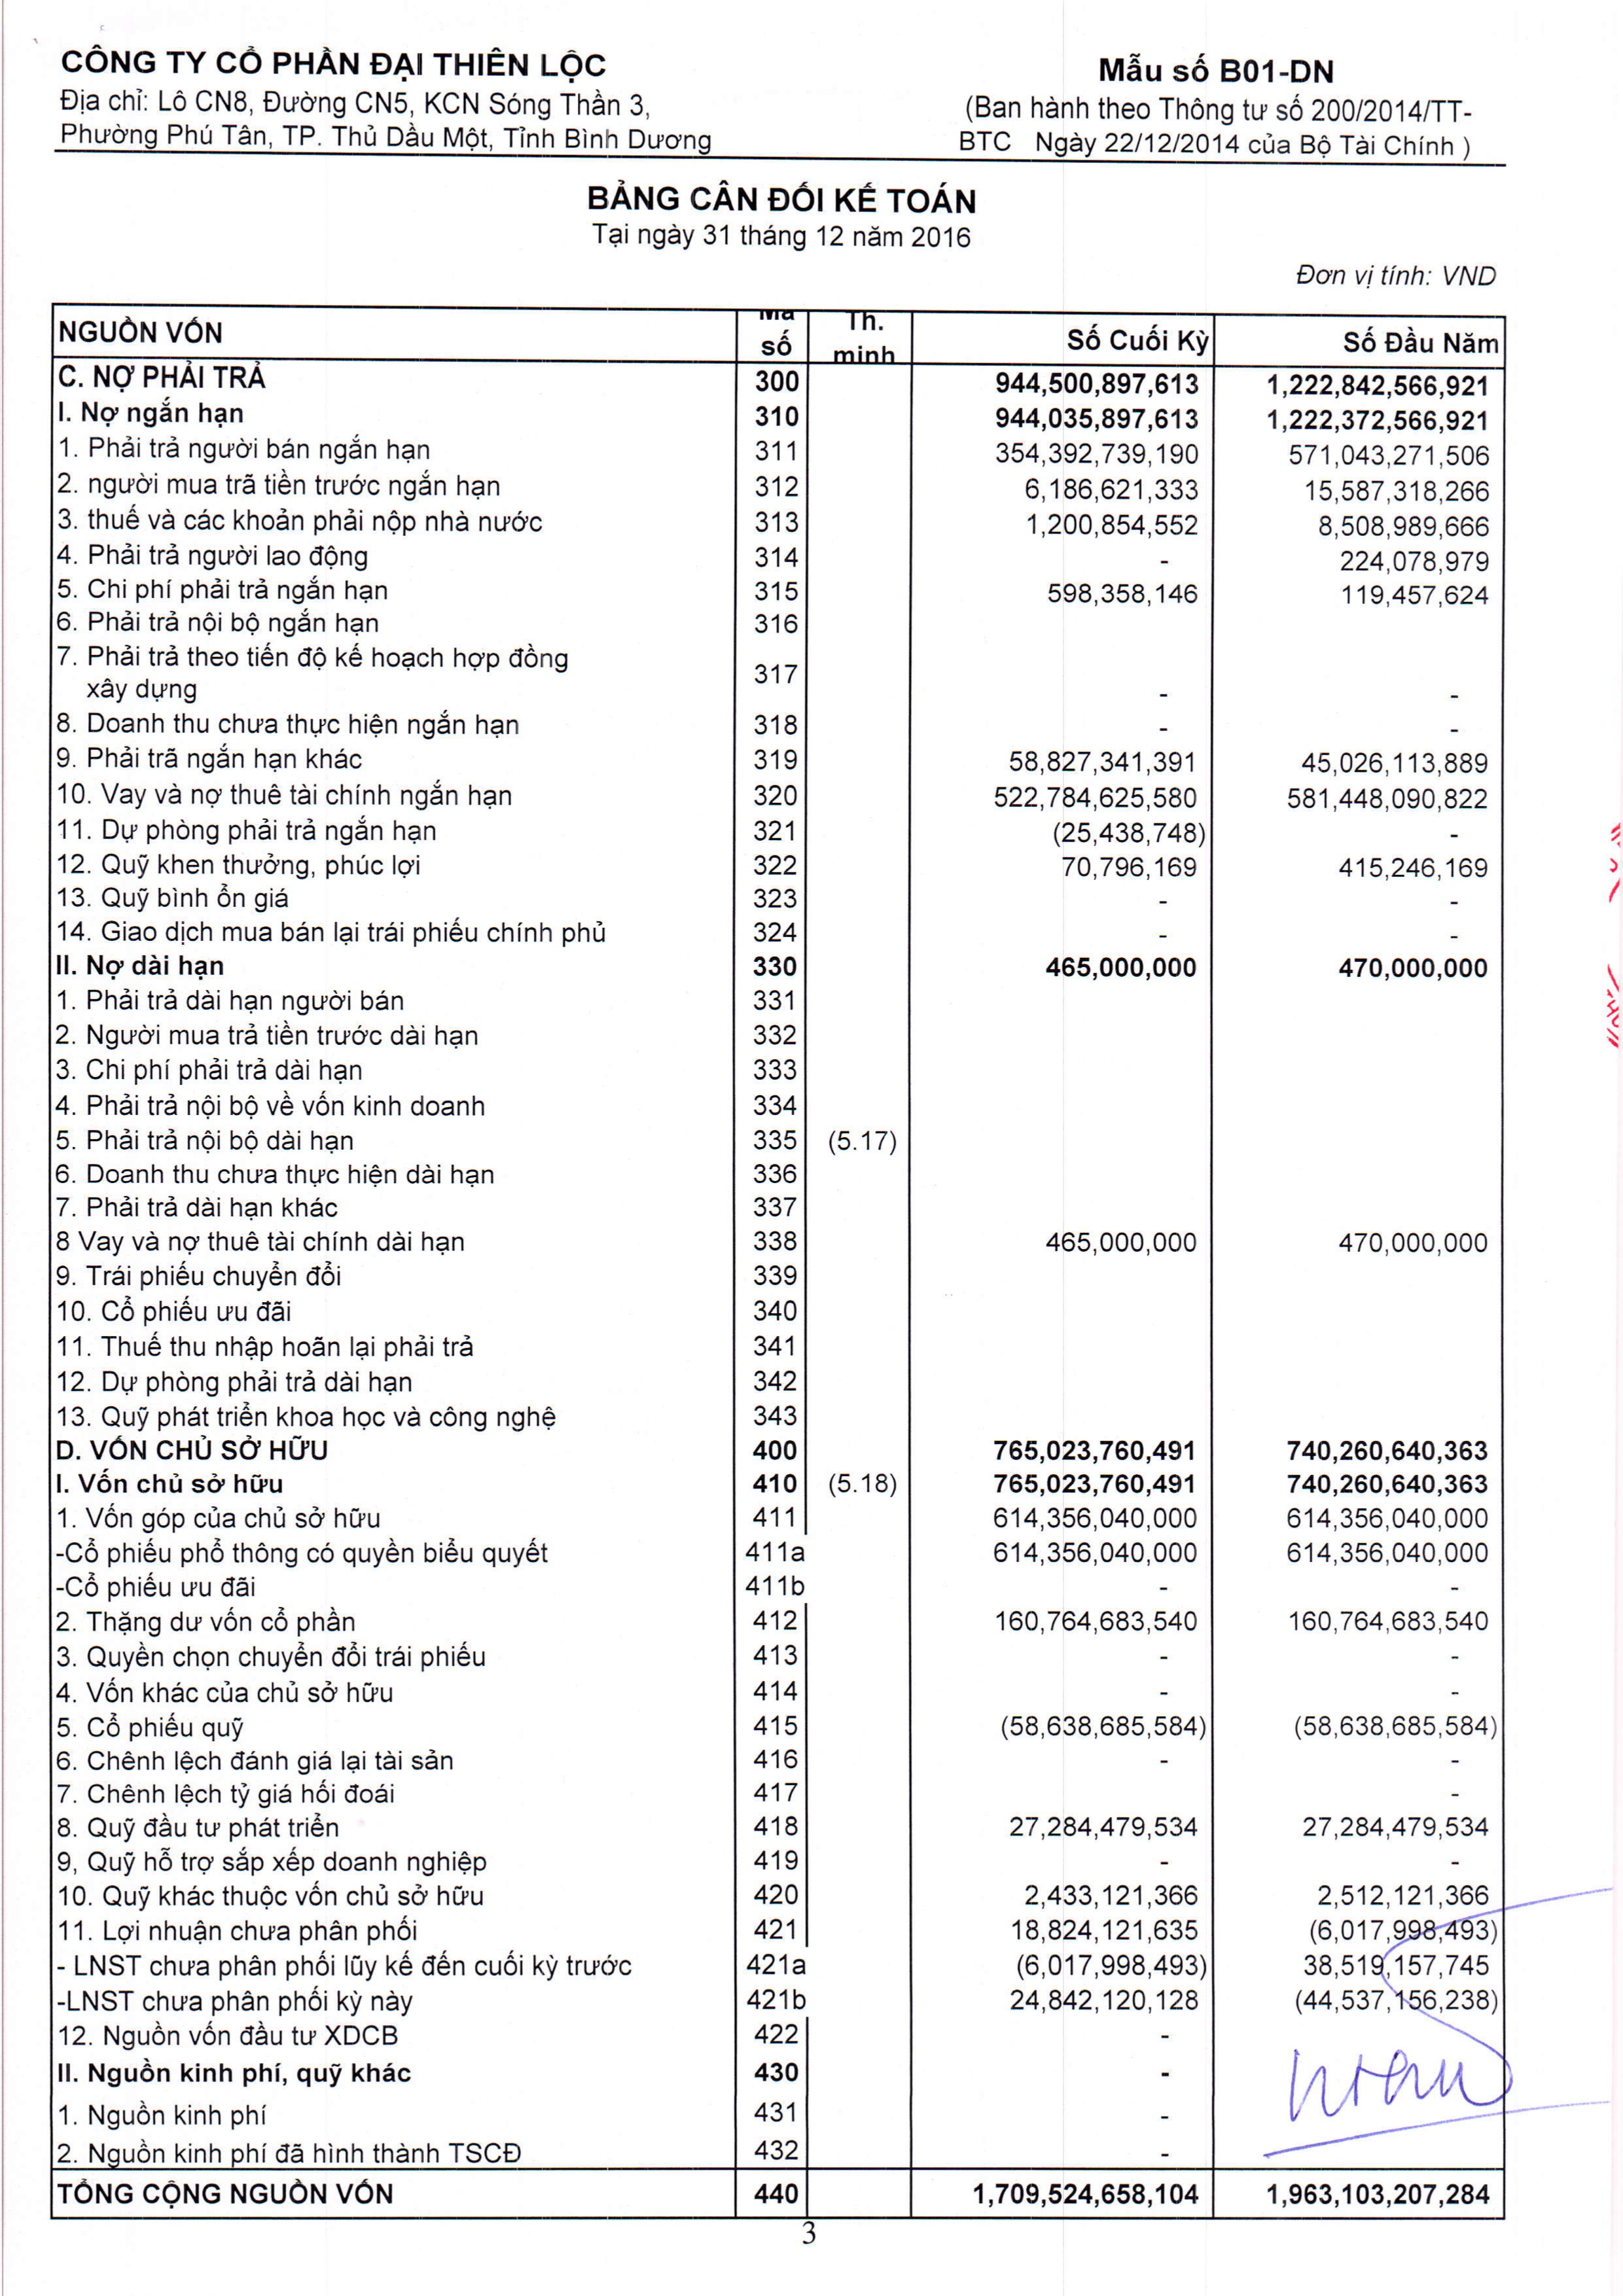 CÔNG TY CỔ PHẦN ĐẠI THIÊN LỘC
Địa chỉ: Lô CN8, Đường CN5, KCN Sóng Thần 3,
Phường Phú Tân, TP. Thủ Dầu Một, Tỉnh Bình Dương
Mẫu số B01-DN
(Ban hành theo Thông tư số 200/2014/TT-
BTC Ngày 22/12/2014 của Bộ Tài Chính )
BẢNG CÂN ĐỐI KẾ TOÁN
Tại ngày 31 tháng 12 năm 2016
Đơn vị tính: VND
NGUỒN VỐN Mã số Th. minh Số Cuối Kỳ Số Đầu Năm
C. NỢ PHẢI TRẢ 300 944,500,897,613 1,222,842,566,921
I. Nợ ngắn hạn 310 944,035,897,613 1,222,372,566,921
1. Phải trả người bán ngắn hạn 311 354,392,739,190 571,043,271,506
2. người mua trã tiền trước ngắn hạn 312 6,186,621,333 15,587,318,266
3. thuế và các khoản phải nộp nhà nước 313 1,200,854,552 8,508,989,666
4. Phải trả người lao động 314 - 224,078,979
5. Chi phí phải trả ngắn hạn 315 598,358,146 119,457,624
6. Phải trả nội bộ ngắn hạn 316
7. Phải trả theo tiến độ kế hoạch hợp đồng
xây dựng 317 - -
8. Doanh thu chưa thực hiện ngắn hạn 318 - -
9. Phải trã ngắn hạn khác 319 58,827,341,391 45,026,113,889
10. Vay và nợ thuê tài chính ngắn hạn 320 522,784,625,580 581,448,090,822
11. Dự phòng phải trả ngắn hạn 321 (25,438,748) -
12. Quỹ khen thưởng, phúc lợi 322 70,796,169 415,246,169
13. Quỹ bình ổn giá 323 - -
14. Giao dịch mua bán lại trái phiếu chính phủ 324 - -
II. Nợ dài hạn 330 465,000,000 470,000,000
1. Phải trả dài hạn người bán 331
2. Người mua trả tiền trước dài hạn 332
3. Chi phí phải trả dài hạn 333
4. Phải trả nội bộ về vốn kinh doanh 334
5. Phải trả nội bộ dài hạn 335 (5.17)
6. Doanh thu chưa thực hiện dài hạn 336
7. Phải trả dài hạn khác 337
8 Vay và nợ thuê tài chính dài hạn 338 465,000,000 470,000,000
9. Trái phiếu chuyển đổi 339
10. Cổ phiếu ưu đãi 340
11. Thuế thu nhập hoãn lại phải trả 341
12. Dự phòng phải trả dài hạn 342
13. Quỹ phát triển khoa học và công nghệ 343
D. VỐN CHỦ SỞ HỮU 400 765,023,760,491 740,260,640,363
I. Vốn chủ sở hữu 410 (5.18) 765,023,760,491 740,260,640,363
1. Vốn góp của chủ sở hữu 411 614,356,040,000 614,356,040,000
-Cổ phiếu phổ thông có quyền biểu quyết 411a 614,356,040,000 614,356,040,000
-Cổ phiếu ưu đãi 411b - -
2. Thặng dư vốn cổ phần 412 160,764,683,540 160,764,683,540
3. Quyền chọn chuyển đổi trái phiếu 413 - -
4. Vốn khác của chủ sở hữu 414 - -
5. Cổ phiếu quỹ 415 (58,638,685,584) (58,638,685,584)
6. Chênh lệch đánh giá lại tài sản 416 - -
7. Chênh lệch tỷ giá hối đoái 417 -
8. Quỹ đầu tư phát triển 418 27,284,479,534 27,284,479,534
9, Quỹ hỗ trợ sắp xếp doanh nghiệp 419 - -
10. Quỹ khác thuộc vốn chủ sở hữu 420 2,433,121,366 2,512,121,366
11. Lợi nhuận chưa phân phối 421 18,824,121,635 (6,017,998,493)
- LNST chưa phân phối lũy kế đến cuối kỳ trước 421a (6,017,998,493) 38,519,157,745
-LNST chưa phân phối kỳ này 421b 24,842,120,128 (44,537,156,238)
12. Nguồn vốn đầu tư XDCB 422 -
II. Nguồn kinh phí, quỹ khác 430 -
1. Nguồn kinh phí 431 -
2. Nguồn kinh phí đã hình thành TSCĐ 432 -
TỔNG CỘNG NGUỒN VỐN 440 1,709,524,658,104 1,963,103,207,284
3